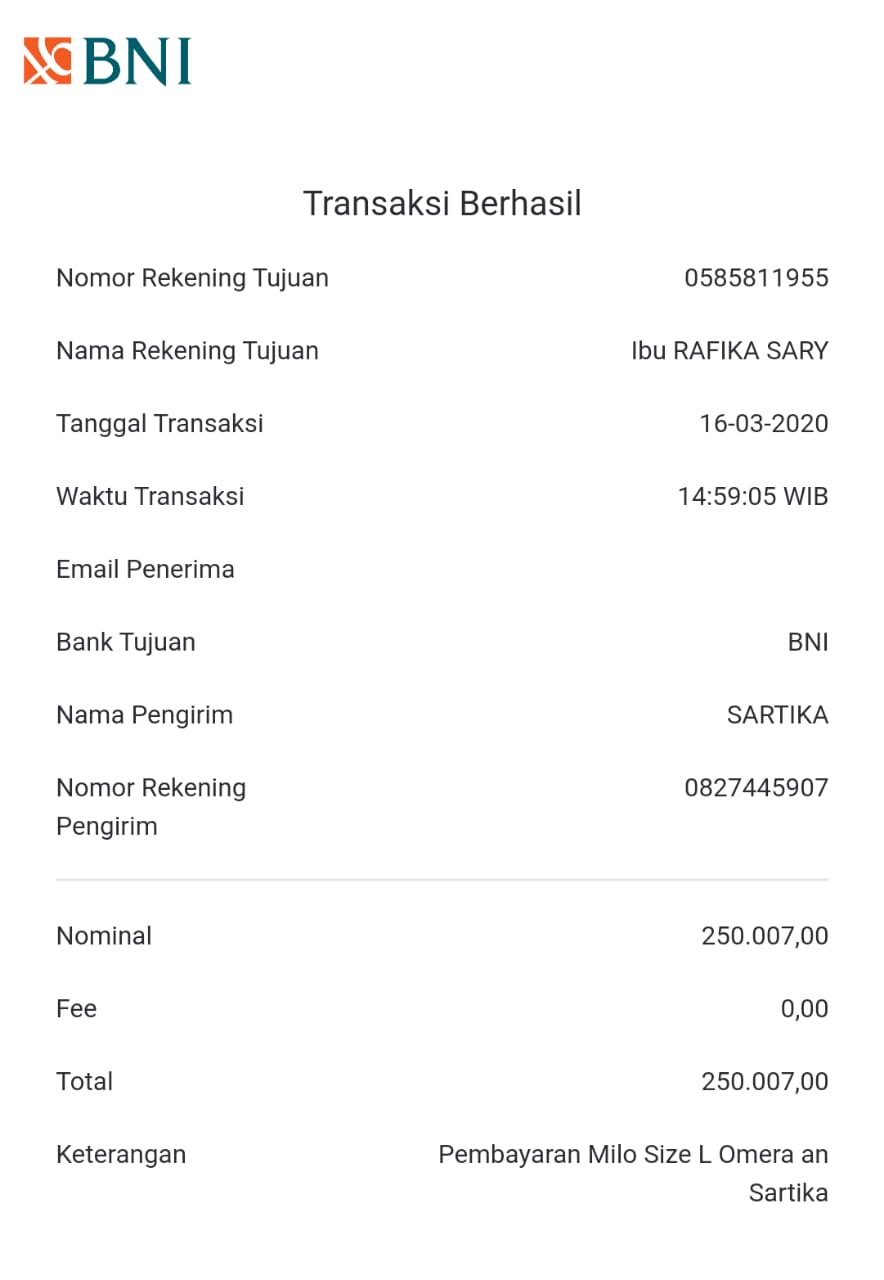 BNI
Transaksi Berhasil
Nomor Rekening Tujuan 0585811955
Nama Rekening Tujuan Ibu RAFIKA SARY
Tanggal Transaksi 16-03-2020
Waktu Transaksi 14:59:05 WIB
Email Penerima
Bank Tujuan BNI
Nama Pengirim SARTIKA
Nomor Rekening 0827445907
Pengirim
Nominal 250.007,00
Fee 0,00
Total 250.007,00
Keterangan Pembayaran Milo Size L Omera an
Sartika